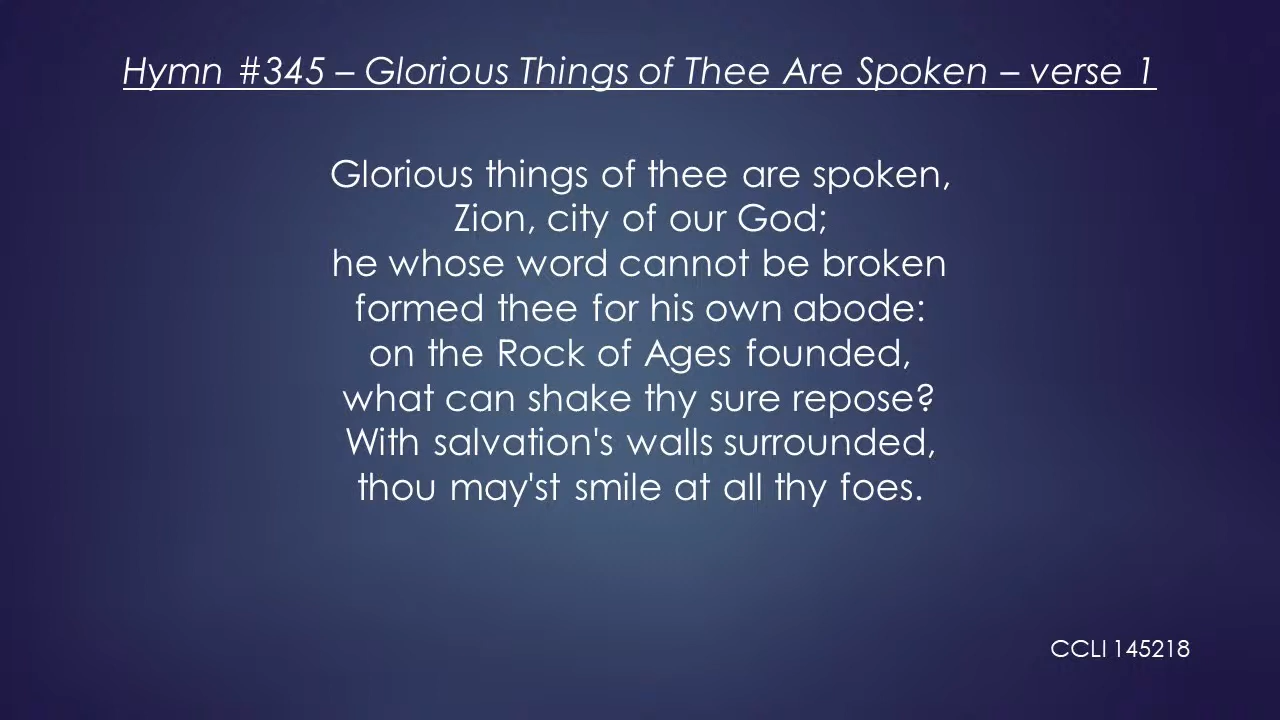 Hymn #345 – Glorious Things of Thee Are Spoken – verse 1
Glorious things of thee are spoken,
Zion, city of our God;
he whose word cannot be broken
formed thee for his own abode:
on the Rock of Ages founded,
what can shake thy sure repose?
With salvation's walls surrounded,
thou may'st smile at all thy foes.
CCLI 145218